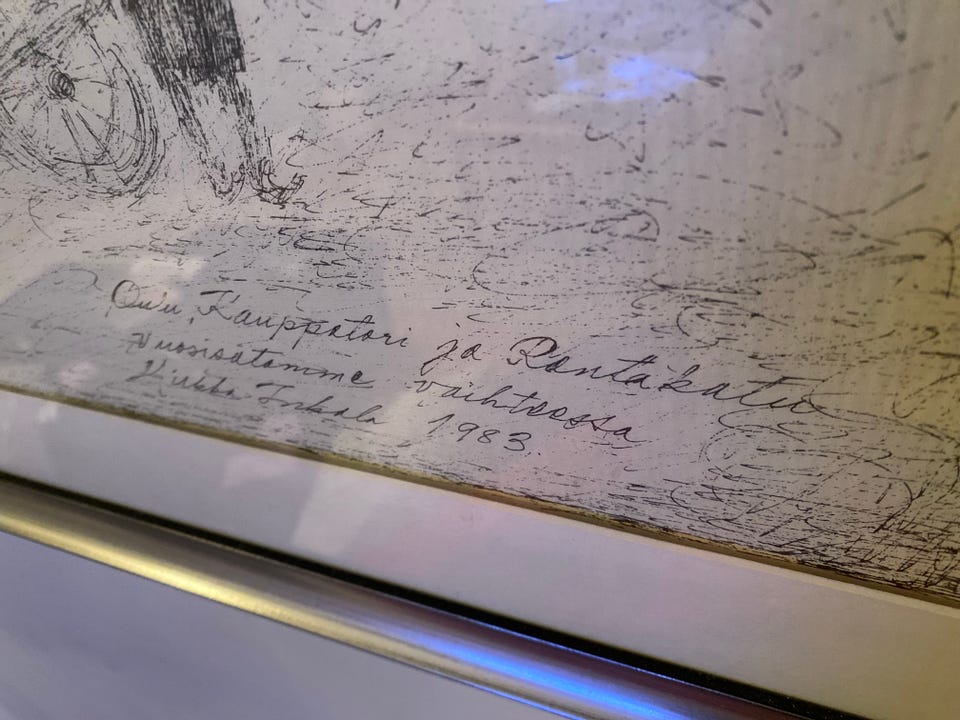 Oulu, Kauppatori ja Rantakatu
Vuosisatamme vaihteessa
1983.